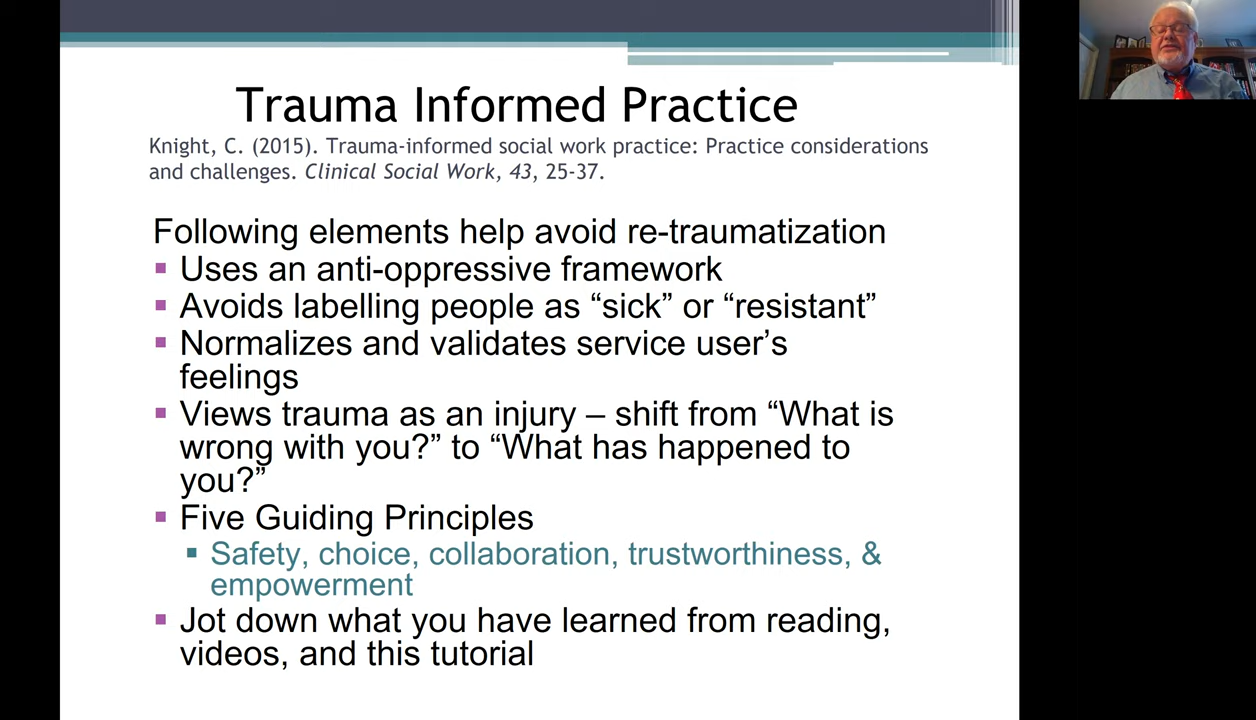 Trauma Informed Practice
Knight, C. (2015). Trauma-informed social work practice: Practice considerations
and challenges. Clinical Social Work, 43, 25-37.
Following elements help avoid re-traumatization
Uses an anti-oppressive framework
Avoids labelling people as “sick” or “resistant”
Normalizes and validates service user’s
feelings
Views trauma as an injury – shift from “What is
wrong with you?” to “What has happened to
you?”
Five Guiding Principles
Safety, choice, collaboration, trustworthiness, &
empowerment
Jot down what you have learned from reading,
videos, and this tutorial